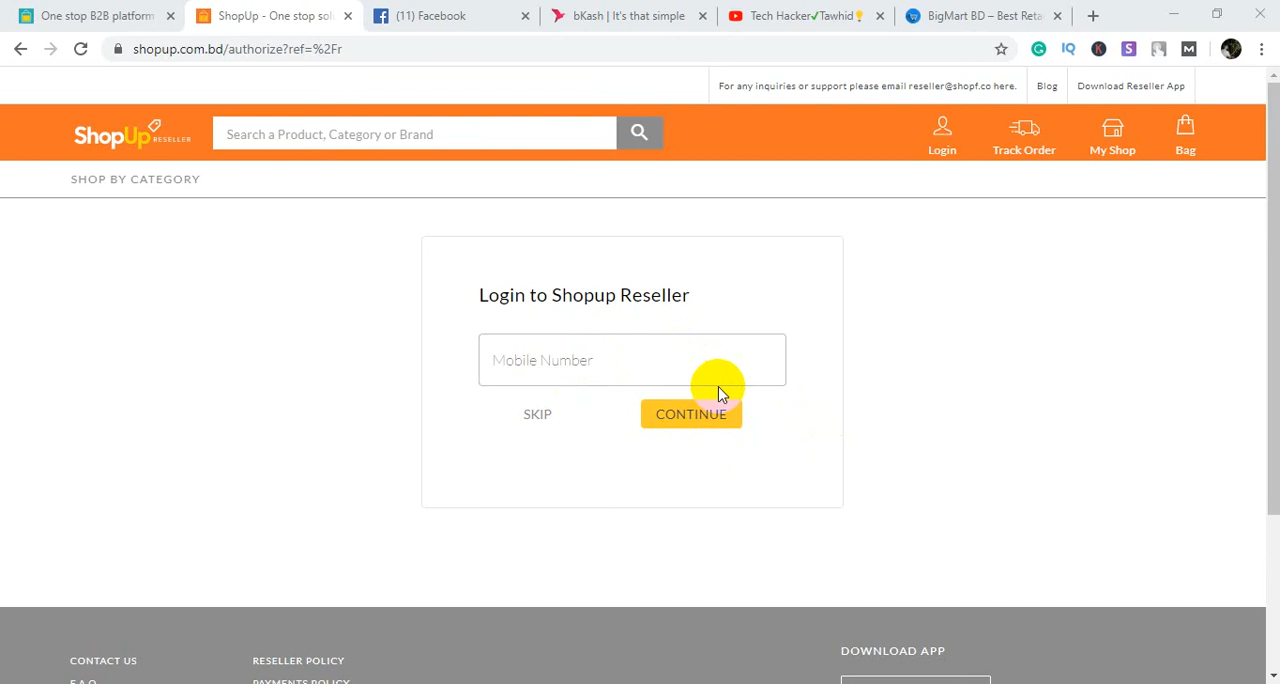 One stop B2B platform
ShopUp - One stop sol
(11) Facebook
bKash | It's that simple
Tech Hacker✔Tawhid💡
BigMart BD – Best Reta
shopup.com.bd/authorize?ref=%2Fr
IQ
K
S
M
For any inquiries or support please email reseller@shopf.co here.
Blog
Download Reseller App
ShopUp RESELLER
Search a Product, Category or Brand
Login
Track Order
My Shop
Bag
SHOP BY CATEGORY
Login to Shopup Reseller
Mobile Number
SKIP
CONTINUE
CONTACT US
RESELLER POLICY
DOWNLOAD APP
F.A.Q
PAYMENTS POLICY